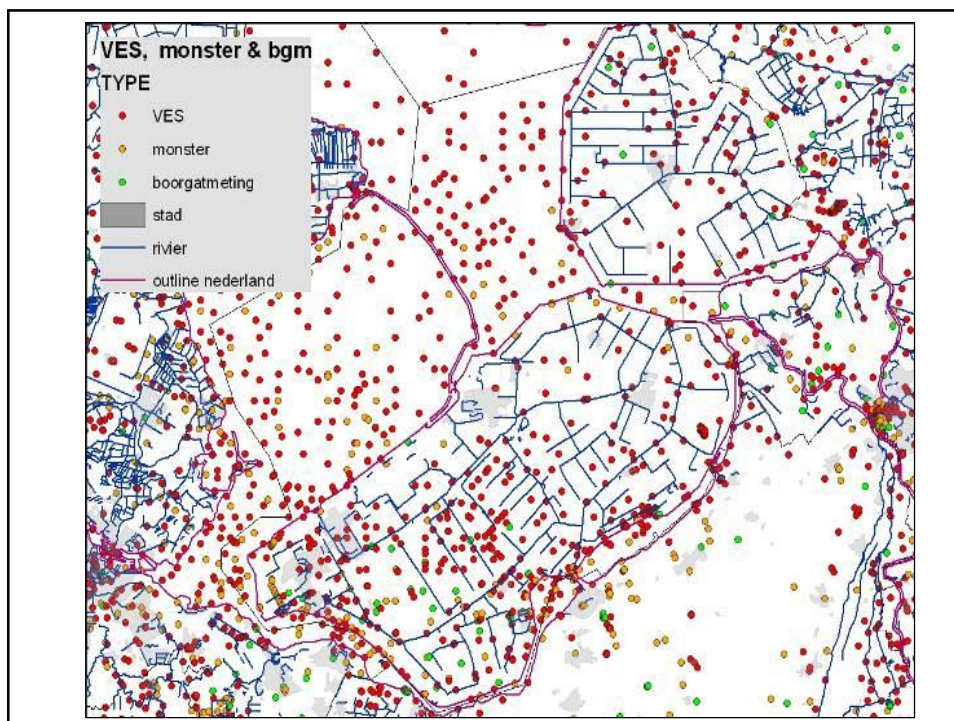 VES, monster & bgm
TYPE
VES
monster
boorgatmeting
stad
rivier
outline nederland